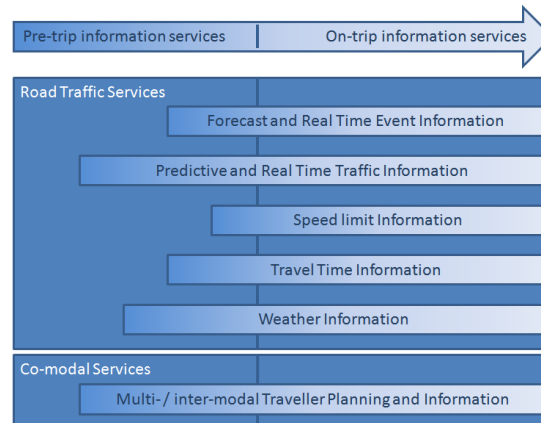 Pre-trip information services
On-trip information services
Road Traffic Services
Forecast and Real Time Event Information
Predictive and Real Time Traffic Information
Speed limit Information
Travel Time Information
Weather Information
Co-modal Services
Multi-/ inter-modal Traveller Planning and Information